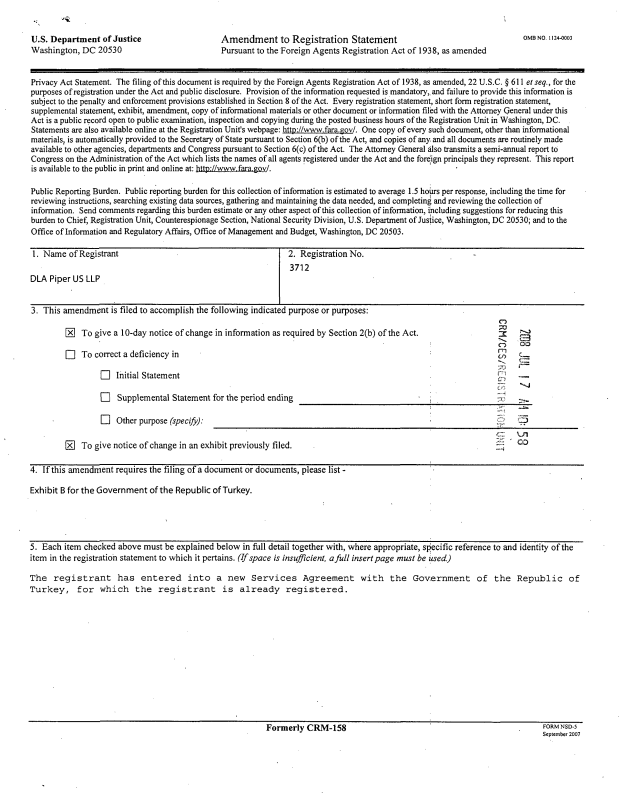 U.S. Department of Justice
Washington, DC 20530
Amendment to Registration Statement
Pursuant to the Foreign Agents Registration Act of 1938, as amended
OMB NO. 1124-0003
Privacy Act Statement. The filing of this document is required by the Foreign Agents Registration Act of 1938, as amended, 22 U.S.C. § 611 et seq., for the
purposes of registration under the Act and public disclosure. Provision of the information requested is mandatory, and failure to provide this information is
subject to the penalty and enforcement provisions established in Section 8 of the Act. Every registration statement, short form registration statement,
supplemental statement, exhibit, amendment, copy of informational materials or other document or information filed with the Attorney General under this
Act is a public record open to public examination, inspection and copying during the posted business hours of the Registration Unit in Washington, DC.
Statements are also available online at the Registration Unit's webpage: http://www.fara.gov/. One copy of every such document, other than informational
materials, is automatically provided to the Secretary of State pursuant to Section 6(b) of the Act, and copies of any and all documents are routinely made
available to other agencies, departments and Congress pursuant to Section 6(c) of the Act. The Attorney General also transmits a semi-annual report to
Congress on the Administration of the Act which lists the names of all agents registered under the Act and the foreign principals they represent. This report
is available to the public in print and online at: http://www.fara.gov/.
Public Reporting Burden. Public reporting burden for this collection of information is estimated to average 1.5 hours per response, including the time for
reviewing instructions, searching existing data sources, gathering and maintaining the data needed, and completing and reviewing the collection of
information. Send comments regarding this burden estimate or any other aspect of this collection of information, including suggestions for reducing this
burden to Chief, Registration Unit, Counterespionage Section, National Security Division, U.S. Department of Justice, Washington, DC 20530; and to the
Office of Information and Regulatory Affairs, Office of Management and Budget, Washington, DC 20503.
1. Name of Registrant
DLA Piper US LLP
2. Registration No.
3712
3. This amendment is filed to accomplish the following indicated purpose or purposes:
To give a 10-day notice of change in information as required by Section 2(b) of the Act.
To correct a deficiency in
Initial Statement
Supplemental Statement for the period ending
Other purpose (specify):
To give notice of change in an exhibit previously filed.
2008 JUL 17 AM 10:58
CRM/CES/REGISTRATION UNIT
4. If this amendment requires the filing of a document or documents, please list -
Exhibit B for the Government of the Republic of Turkey.
5. Each item checked above must be explained below in full detail together with, where appropriate, specific reference to and identity of the
item in the registration statement to which it pertains. (If space is insufficient, a full insert page must be used.)
The registrant has entered into a new Services Agreement with the Government of the Republic of
Turkey, for which the registrant is already registered.
Formerly CRM-158
FORM NSD-5
September 2007